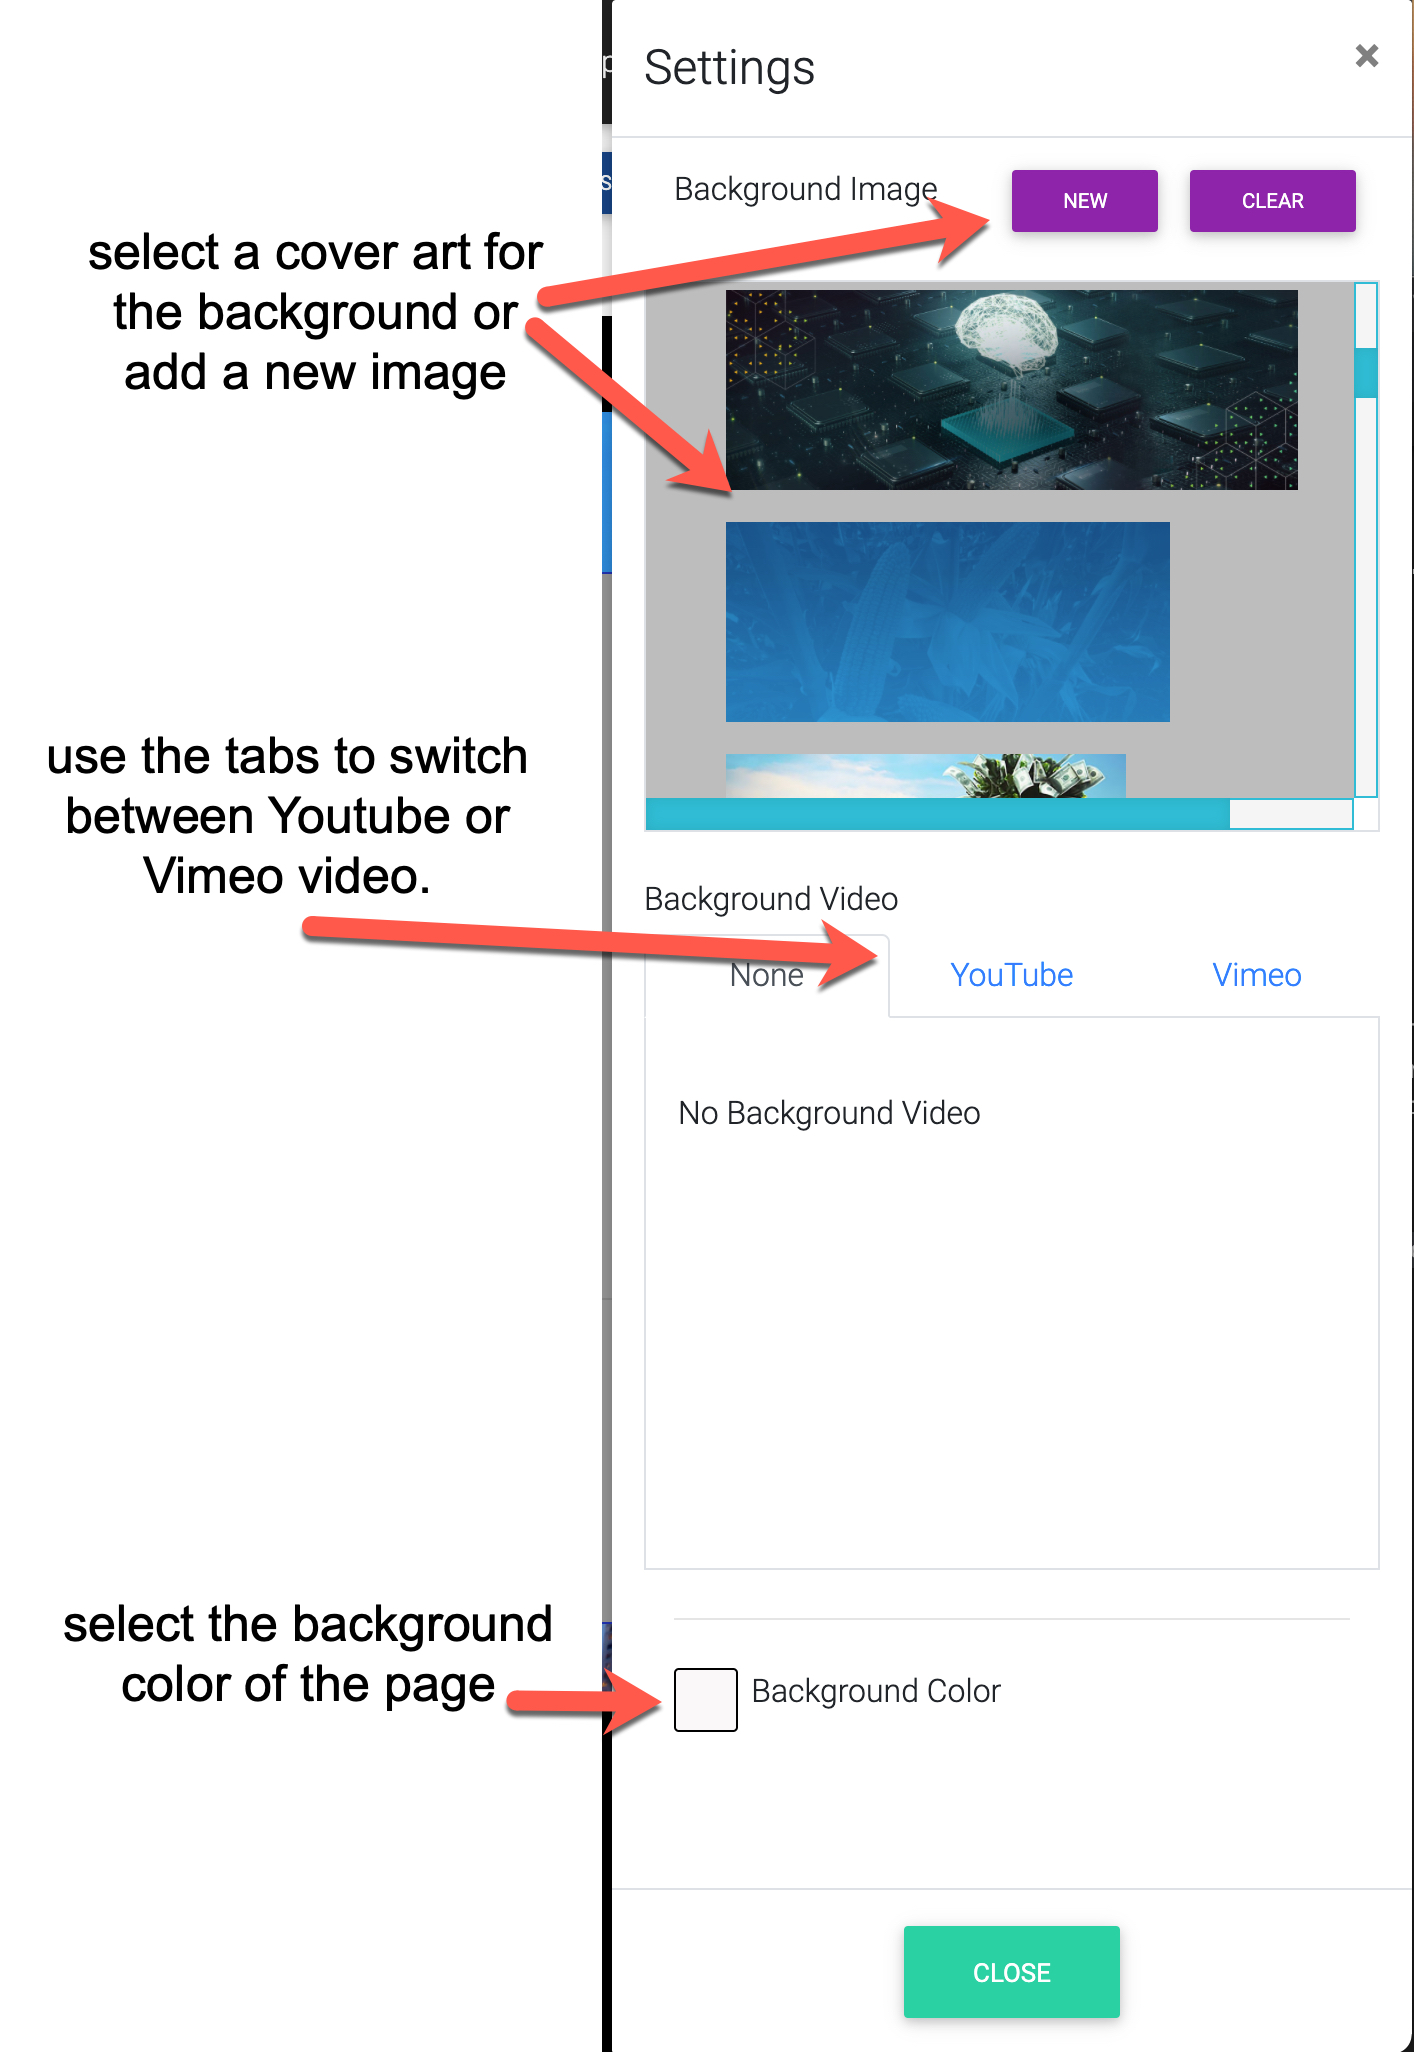 Settings
Background Image
NEW
CLEAR
select a cover art for
the background or
add a new image
use the tabs to switch
between Youtube or
Vimeo video.
Background Video
None
YouTube
Vimeo
No Background Video
select the background
color of the page
Background Color
CLOSE